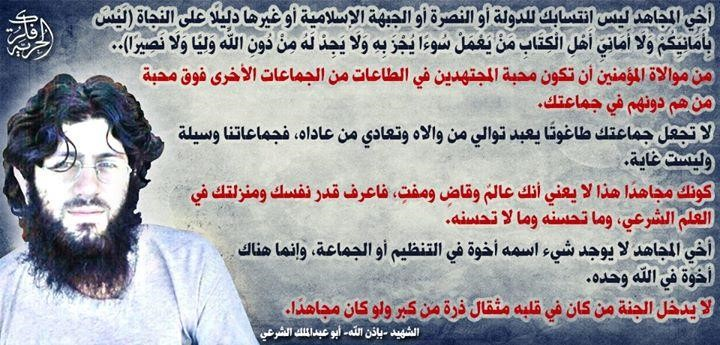 أخي المجاهد ليس انتسابك للدولة أو النصرة أو الجبهة الإسلامية أو غيرها دليلًا على النجاة (لَيْسَ
بِأَمَانِيِّكُمْ وَلَا أَمَانِيِّ أَهْلِ الْكِتَابِ مَنْ يَعْمَلْ سُوءًا يُجْزَ بِهِ وَلَا يَجِدْ لَهُ مِنْ دُونِ اللَّهِ وَلِيًّا وَلَا نَصِيرًا)..
من موالاة المؤمنين أن تكون محبة المجتهدين في الطاعات من الجماعات الأخرى فوق محبة
من هم دونهم في جماعتك.
لا تجعل جماعتك طاغوتًا يعبد توالي من والاه وتعادي من عاداه، فجماعاتنا وسيلة
وليست غاية.
كونك مجاهدًا هذا لا يعني أنك عالمٌ وقاضٍ ومفتٍ، فاعرف قدر نفسك ومنزلتك في
العلم الشرعي، وما تحسنه وما لا تحسنه.
أخي المجاهد لا يوجد شيء اسمه أخوة في التنظيم أو الجماعة، وإنما هناك
أخوة في الله وحده.
لا يدخل الجنة من كان في قلبه مثقال ذرة من كبر ولو كان مجاهدًا.
الشهيد -بإذن الله- أبو عبدالملك الشرعي